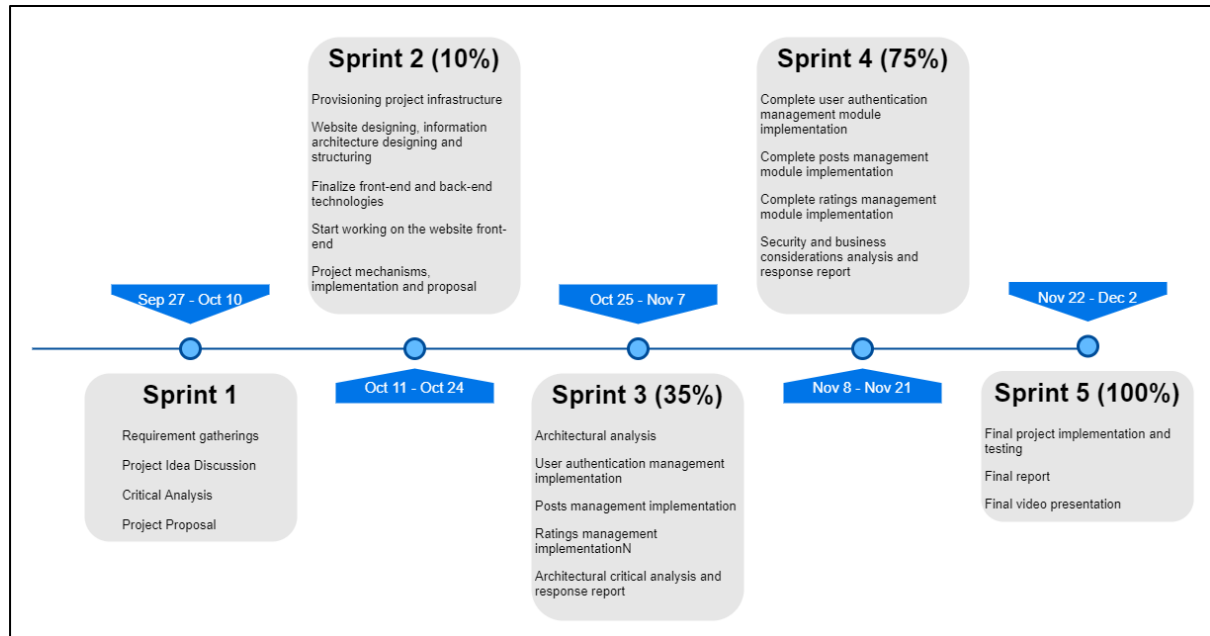 Sprint 2 (10%)
Provisioning project infrastructure
Website designing, information
architecture designing and
structuring
Finalize front-end and back-end
technologies
Start working on the website front-
end
Project mechanisms,
implementation and proposal
Sprint 4 (75%)
Complete user authentication
management module
implementation
Complete posts management
module implementation
Complete ratings management
module implementation
Security and business
considerations analysis and
response report
Sep 27 - Oct 10
Oct 25 - Nov 7
Nov 22 - Dec 2
Oct 11 - Oct 24
Nov 8 - Nov 21
Sprint 1
Requirement gatherings
Project Idea Discussion
Critical Analysis
Project Proposal
Sprint 3 (35%)
Architectural analysis
User authentication management
implementation
Posts management implementation
Ratings management
implementationN
Architectural critical analysis and
response report
Sprint 5 (100%)
Final project implementation and
testing
Final report
Final video presentation